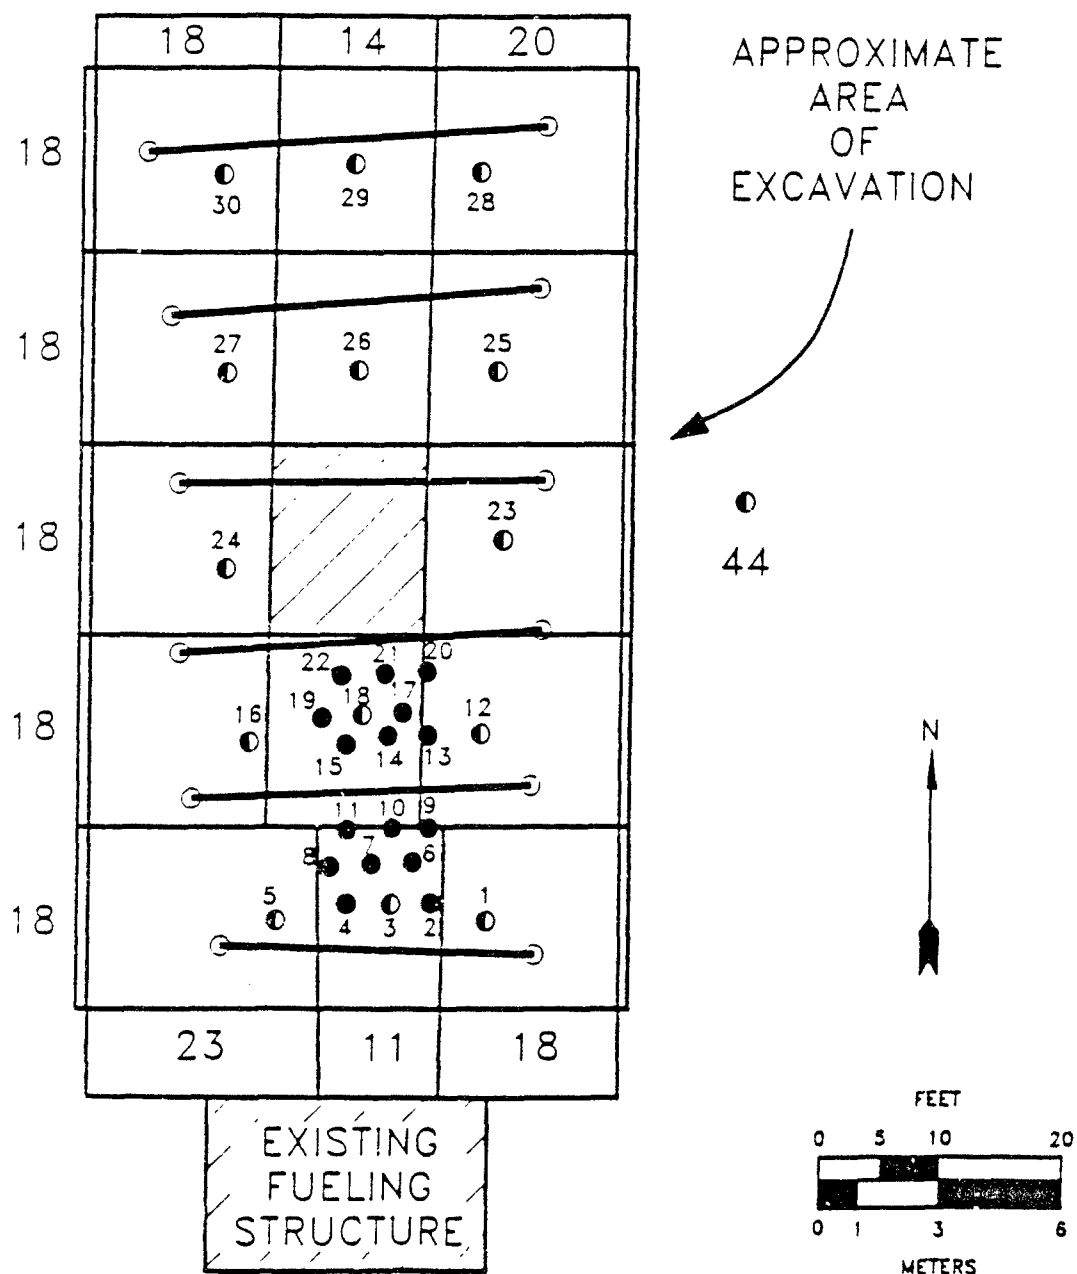 18 14 20
APPROXIMATE
AREA
OF
EXCAVATION
18
30 29 28
18
27 26 25
18
24 23
44
18
22 21 20
19 18 17
16 12
15 14 13
11 10 9
8 7 6
18
5 1
4 3 2
N
23 11 18
EXISTING
FUELING
STRUCTURE
FEET
0 5 10 20
0 1 3 6
METERS